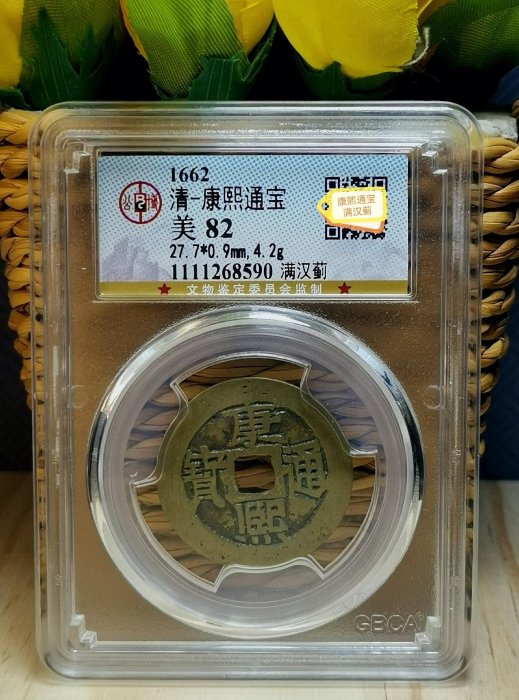 1662
清-康熙通宝
美 82
27.7*0.9mm,4.2g
1111268590 满汉蓟
★ 文物鉴定委员会监制 ★
公博
康熙通宝
满汉蓟
康熙通寶
GBCA®